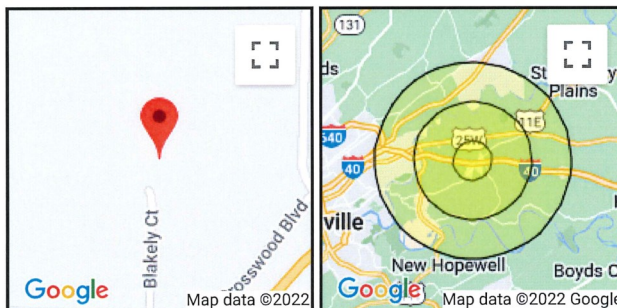 Blakely Ct
rosswood Blvd
Google
Map data ©2022
131
ds
St
y
Plains
11E
25W
640
40
40
ville
New Hopewell
Boyds C
Google
Map data ©2022 Google